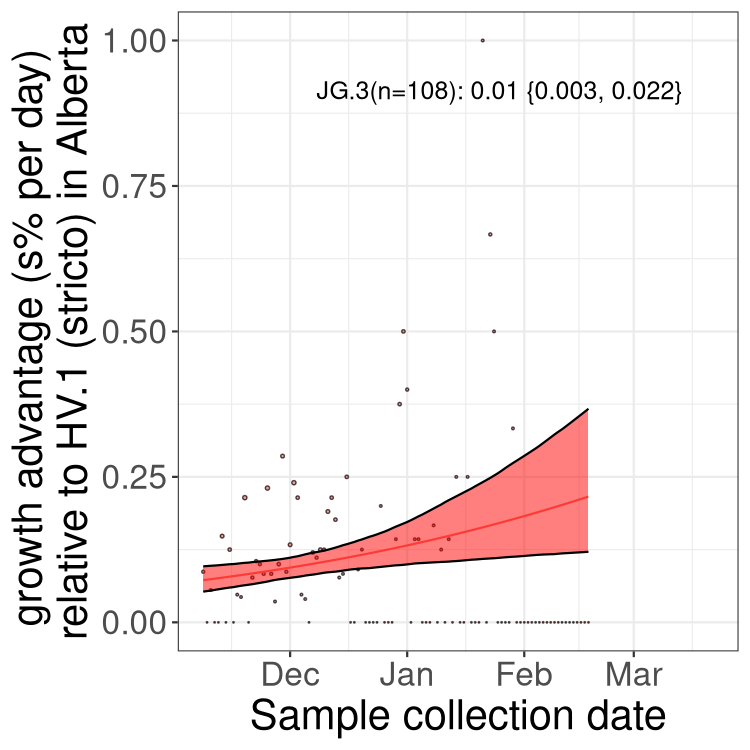 growth advantage (s% per day)
relative to HV.1 (stricto) in Alberta
1.00
JG.3(n=108): 0.01 {0.003, 0.022}
0.75
0.50
0.25
0.00
Dec Jan Feb Mar
Sample collection date